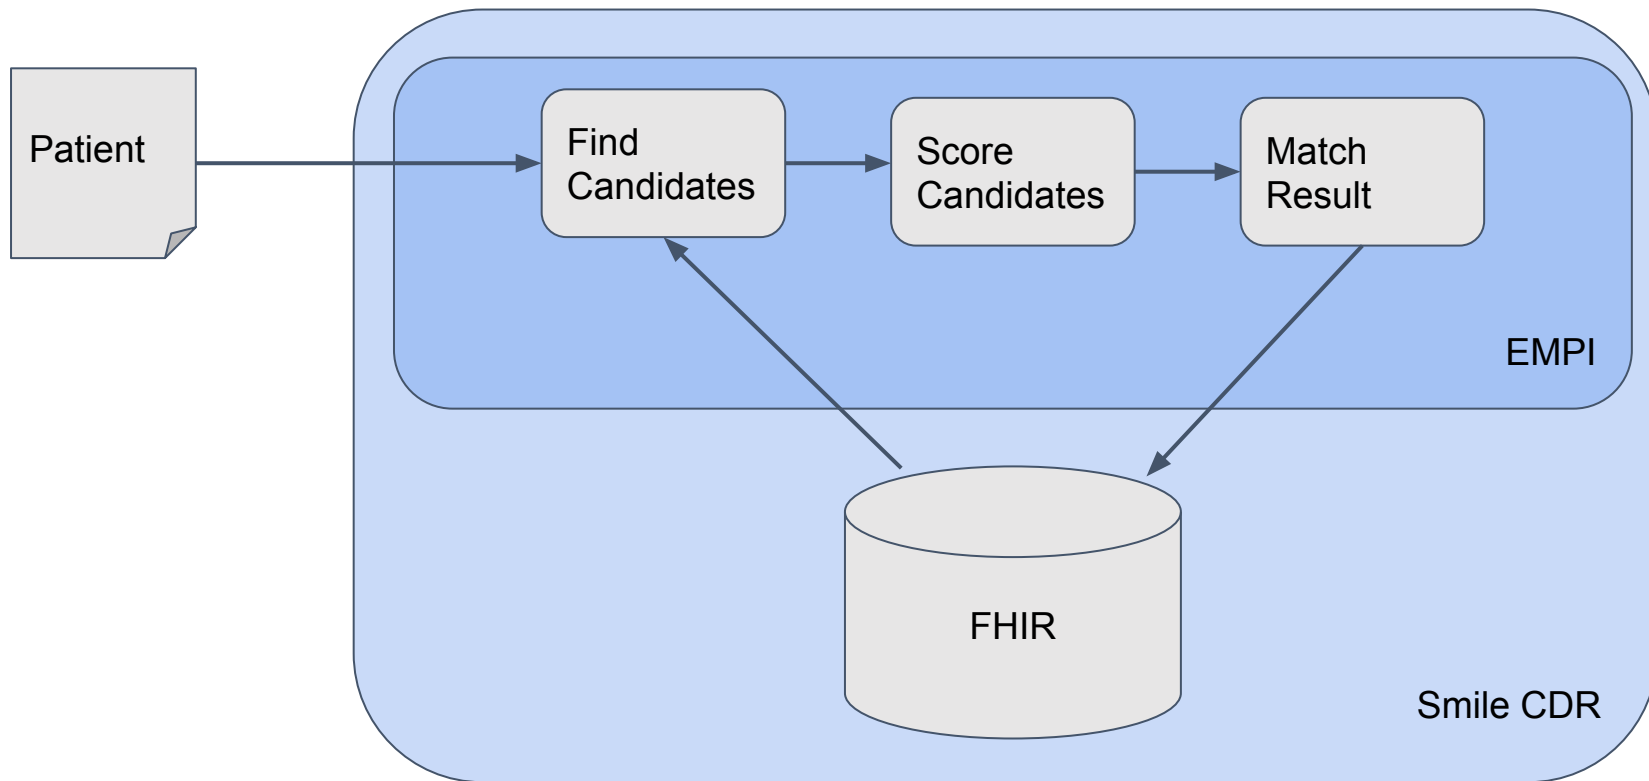 Patient
Find
Candidates
Score
Candidates
Match
Result
EMPI
FHIR
Smile CDR